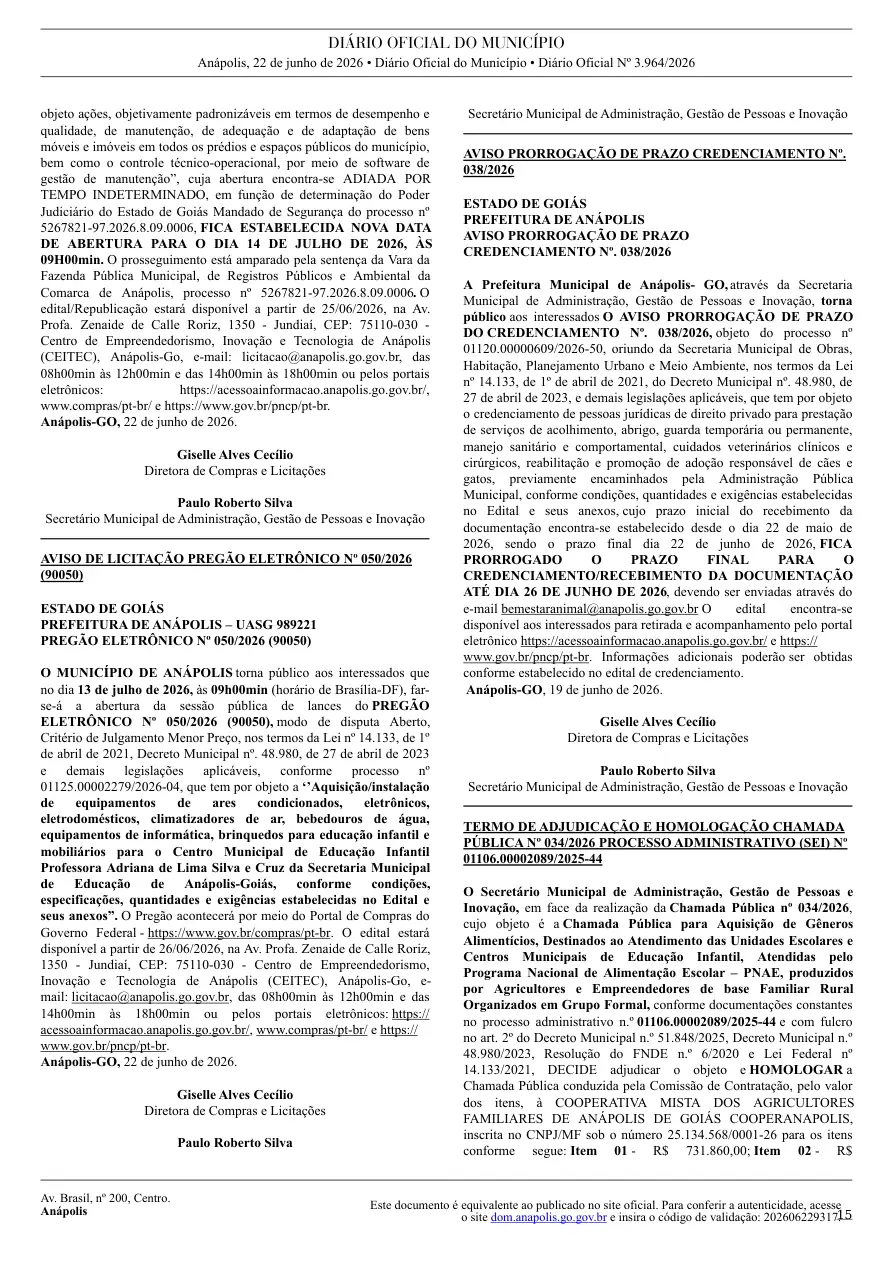 DIÁRIO OFICIAL DO MUNICÍPIO
Anápolis, 22 de junho de 2026 • Diário Oficial do Município • Diário Oficial Nº 3.964/2026
objeto ações, objetivamente padronizáveis em termos de desempenho e
qualidade, de manutenção, de adequação e de adaptação de bens
móveis e imóveis em todos os prédios e espaços públicos do município,
bem como o controle técnico-operacional, por meio de software de
gestão de manutenção”, cuja abertura encontra-se ADIADA POR
TEMPO INDETERMINADO, em função de determinação do Poder
Judiciário do Estado de Goiás Mandado de Segurança do processo nº
5267821-97.2026.8.09.0006, FICA ESTABELECIDA NOVA DATA
DE ABERTURA PARA O DIA 14 DE JULHO DE 2026, ÀS
09H00min. O prosseguimento está amparado pela sentença da Vara da
Fazenda Pública Municipal, de Registros Públicos e Ambiental da
Comarca de Anápolis, processo nº 5267821-97.2026.8.09.0006. O
edital/Republicação estará disponível a partir de 25/06/2026, na Av.
Profa. Zenaide de Calle Roriz, 1350 - Jundiaí, CEP: 75110-030 -
Centro de Empreendedorismo, Inovação e Tecnologia de Anápolis
(CEITEC), Anápolis-Go, e-mail: licitacao@anapolis.go.gov.br, das
08h00min às 12h00min e das 14h00min às 18h00min ou pelos portais
eletrônicos: https://acessoainformacao.anapolis.go.gov.br/,
www.compras/pt-br/ e https://www.gov.br/pncp/pt-br.
Anápolis-GO, 22 de junho de 2026.
Giselle Alves Cecílio
Diretora de Compras e Licitações
Paulo Roberto Silva
Secretário Municipal de Administração, Gestão de Pessoas e Inovação
AVISO DE LICITAÇÃO PREGÃO ELETRÔNICO Nº 050/2026
(90050)
ESTADO DE GOIÁS
PREFEITURA DE ANÁPOLIS – UASG 989221
PREGÃO ELETRÔNICO Nº 050/2026 (90050)
O MUNICÍPIO DE ANÁPOLIS torna público aos interessados que
no dia 13 de julho de 2026, às 09h00min (horário de Brasília-DF), far-
se-á a abertura da sessão pública de lances do PREGÃO
ELETRÔNICO Nº 050/2026 (90050), modo de disputa Aberto,
Critério de Julgamento Menor Preço, nos termos da Lei nº 14.133, de 1º
de abril de 2021, Decreto Municipal nº. 48.980, de 27 de abril de 2023
e demais legislações aplicáveis, conforme processo nº
01125.00002279/2026-04, que tem por objeto a ‘’Aquisição/instalação
de equipamentos de ares condicionados, eletrônicos,
eletrodomésticos, climatizadores de ar, bebedouros de água,
equipamentos de informática, brinquedos para educação infantil e
mobiliários para o Centro Municipal de Educação Infantil
Professora Adriana de Lima Silva e Cruz da Secretaria Municipal
de Educação de Anápolis-Goiás, conforme condições,
especificações, quantidades e exigências estabelecidas no Edital e
seus anexos”. O Pregão acontecerá por meio do Portal de Compras do
Governo Federal - https://www.gov.br/compras/pt-br. O edital estará
disponível a partir de 26/06/2026, na Av. Profa. Zenaide de Calle Roriz,
1350 - Jundiaí, CEP: 75110-030 - Centro de Empreendedorismo,
Inovação e Tecnologia de Anápolis (CEITEC), Anápolis-Go, e-
mail: licitacao@anapolis.go.gov.br, das 08h00min às 12h00min e das
14h00min às 18h00min ou pelos portais eletrônicos: https://
acessoainformacao.anapolis.go.gov.br/, www.compras/pt-br/ e https://
www.gov.br/pncp/pt-br.
Anápolis-GO, 22 de junho de 2026.
Giselle Alves Cecílio
Diretora de Compras e Licitações
Paulo Roberto Silva
Secretário Municipal de Administração, Gestão de Pessoas e Inovação
AVISO PRORROGAÇÃO DE PRAZO CREDENCIAMENTO Nº.
038/2026
ESTADO DE GOIÁS
PREFEITURA DE ANÁPOLIS
AVISO PRORROGAÇÃO DE PRAZO
CREDENCIAMENTO Nº. 038/2026
A Prefeitura Municipal de Anápolis- GO, através da Secretaria
Municipal de Administração, Gestão de Pessoas e Inovação, torna
público aos interessados O AVISO PRORROGAÇÃO DE PRAZO
DO CREDENCIAMENTO Nº. 038/2026, objeto do processo nº
01120.00000609/2026-50, oriundo da Secretaria Municipal de Obras,
Habitação, Planejamento Urbano e Meio Ambiente, nos termos da Lei
nº 14.133, de 1º de abril de 2021, do Decreto Municipal nº. 48.980, de
27 de abril de 2023, e demais legislações aplicáveis, que tem por objeto
o credenciamento de pessoas jurídicas de direito privado para prestação
de serviços de acolhimento, abrigo, guarda temporária ou permanente,
manejo sanitário e comportamental, cuidados veterinários clínicos e
cirúrgicos, reabilitação e promoção de adoção responsável de cães e
gatos, previamente encaminhados pela Administração Pública
Municipal, conforme condições, quantidades e exigências estabelecidas
no Edital e seus anexos, cujo prazo inicial do recebimento da
documentação encontra-se estabelecido desde o dia 22 de maio de
2026, sendo o prazo final dia 22 de junho de 2026, FICA
PRORROGADO O PRAZO FINAL PARA O
CREDENCIAMENTO/RECEBIMENTO DA DOCUMENTAÇÃO
ATÉ DIA 26 DE JUNHO DE 2026, devendo ser enviadas através do
e-mail bemestaranimal@anapolis.go.gov.br O edital encontra-se
disponível aos interessados para retirada e acompanhamento pelo portal
eletrônico https://acessoainformacao.anapolis.go.gov.br/ e https://
www.gov.br/pncp/pt-br. Informações adicionais poderão ser obtidas
conforme estabelecido no edital de credenciamento.
Anápolis-GO, 19 de junho de 2026.
Giselle Alves Cecílio
Diretora de Compras e Licitações
Paulo Roberto Silva
Secretário Municipal de Administração, Gestão de Pessoas e Inovação
TERMO DE ADJUDICAÇÃO E HOMOLOGAÇÃO CHAMADA
PÚBLICA Nº 034/2026 PROCESSO ADMINISTRATIVO (SEI) Nº
01106.00002089/2025-44
O Secretário Municipal de Administração, Gestão de Pessoas e
Inovação, em face da realização da Chamada Pública nº 034/2026,
cujo objeto é a Chamada Pública para Aquisição de Gêneros
Alimentícios, Destinados ao Atendimento das Unidades Escolares e
Centros Municipais de Educação Infantil, Atendidas pelo
Programa Nacional de Alimentação Escolar – PNAE, produzidos
por Agricultores e Empreendedores de base Familiar Rural
Organizados em Grupo Formal, conforme documentações constantes
no processo administrativo n.º 01106.00002089/2025-44 e com fulcro
no art. 2º do Decreto Municipal n.º 51.848/2025, Decreto Municipal n.º
48.980/2023, Resolução do FNDE n.º 6/2020 e Lei Federal nº
14.133/2021, DECIDE adjudicar o objeto e HOMOLOGAR a
Chamada Pública conduzida pela Comissão de Contratação, pelo valor
dos itens, à COOPERATIVA MISTA DOS AGRICULTORES
FAMILIARES DE ANÁPOLIS DE GOIÁS COOPERANAPOLIS,
inscrita no CNPJ/MF sob o número 25.134.568/0001-26 para os itens
conforme segue: Item 01 - R$ 731.860,00; Item 02 - R$
Av. Brasil, nº 200, Centro.
Anápolis
Este documento é equivalente ao publicado no site oficial. Para conferir a autenticidade, acesse
o site dom.anapolis.go.gov.br e insira o código de validação: 202606229317
15